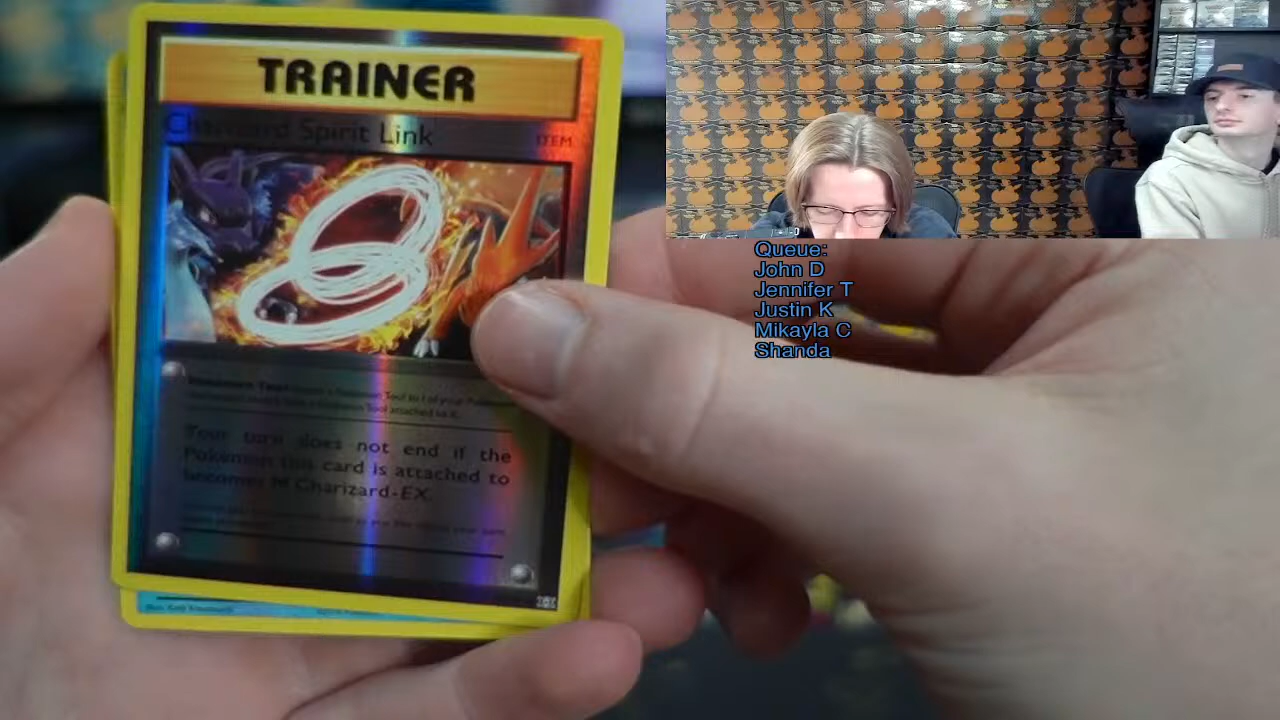 TRAINER
Charizard Spirit Link
ITEM
Your turn does not end if the
Pokémon this card is attached to
becomes M Charizard-EX.
Queue:
John D
Jennifer T
Justin K
Mikayla C
Shanda